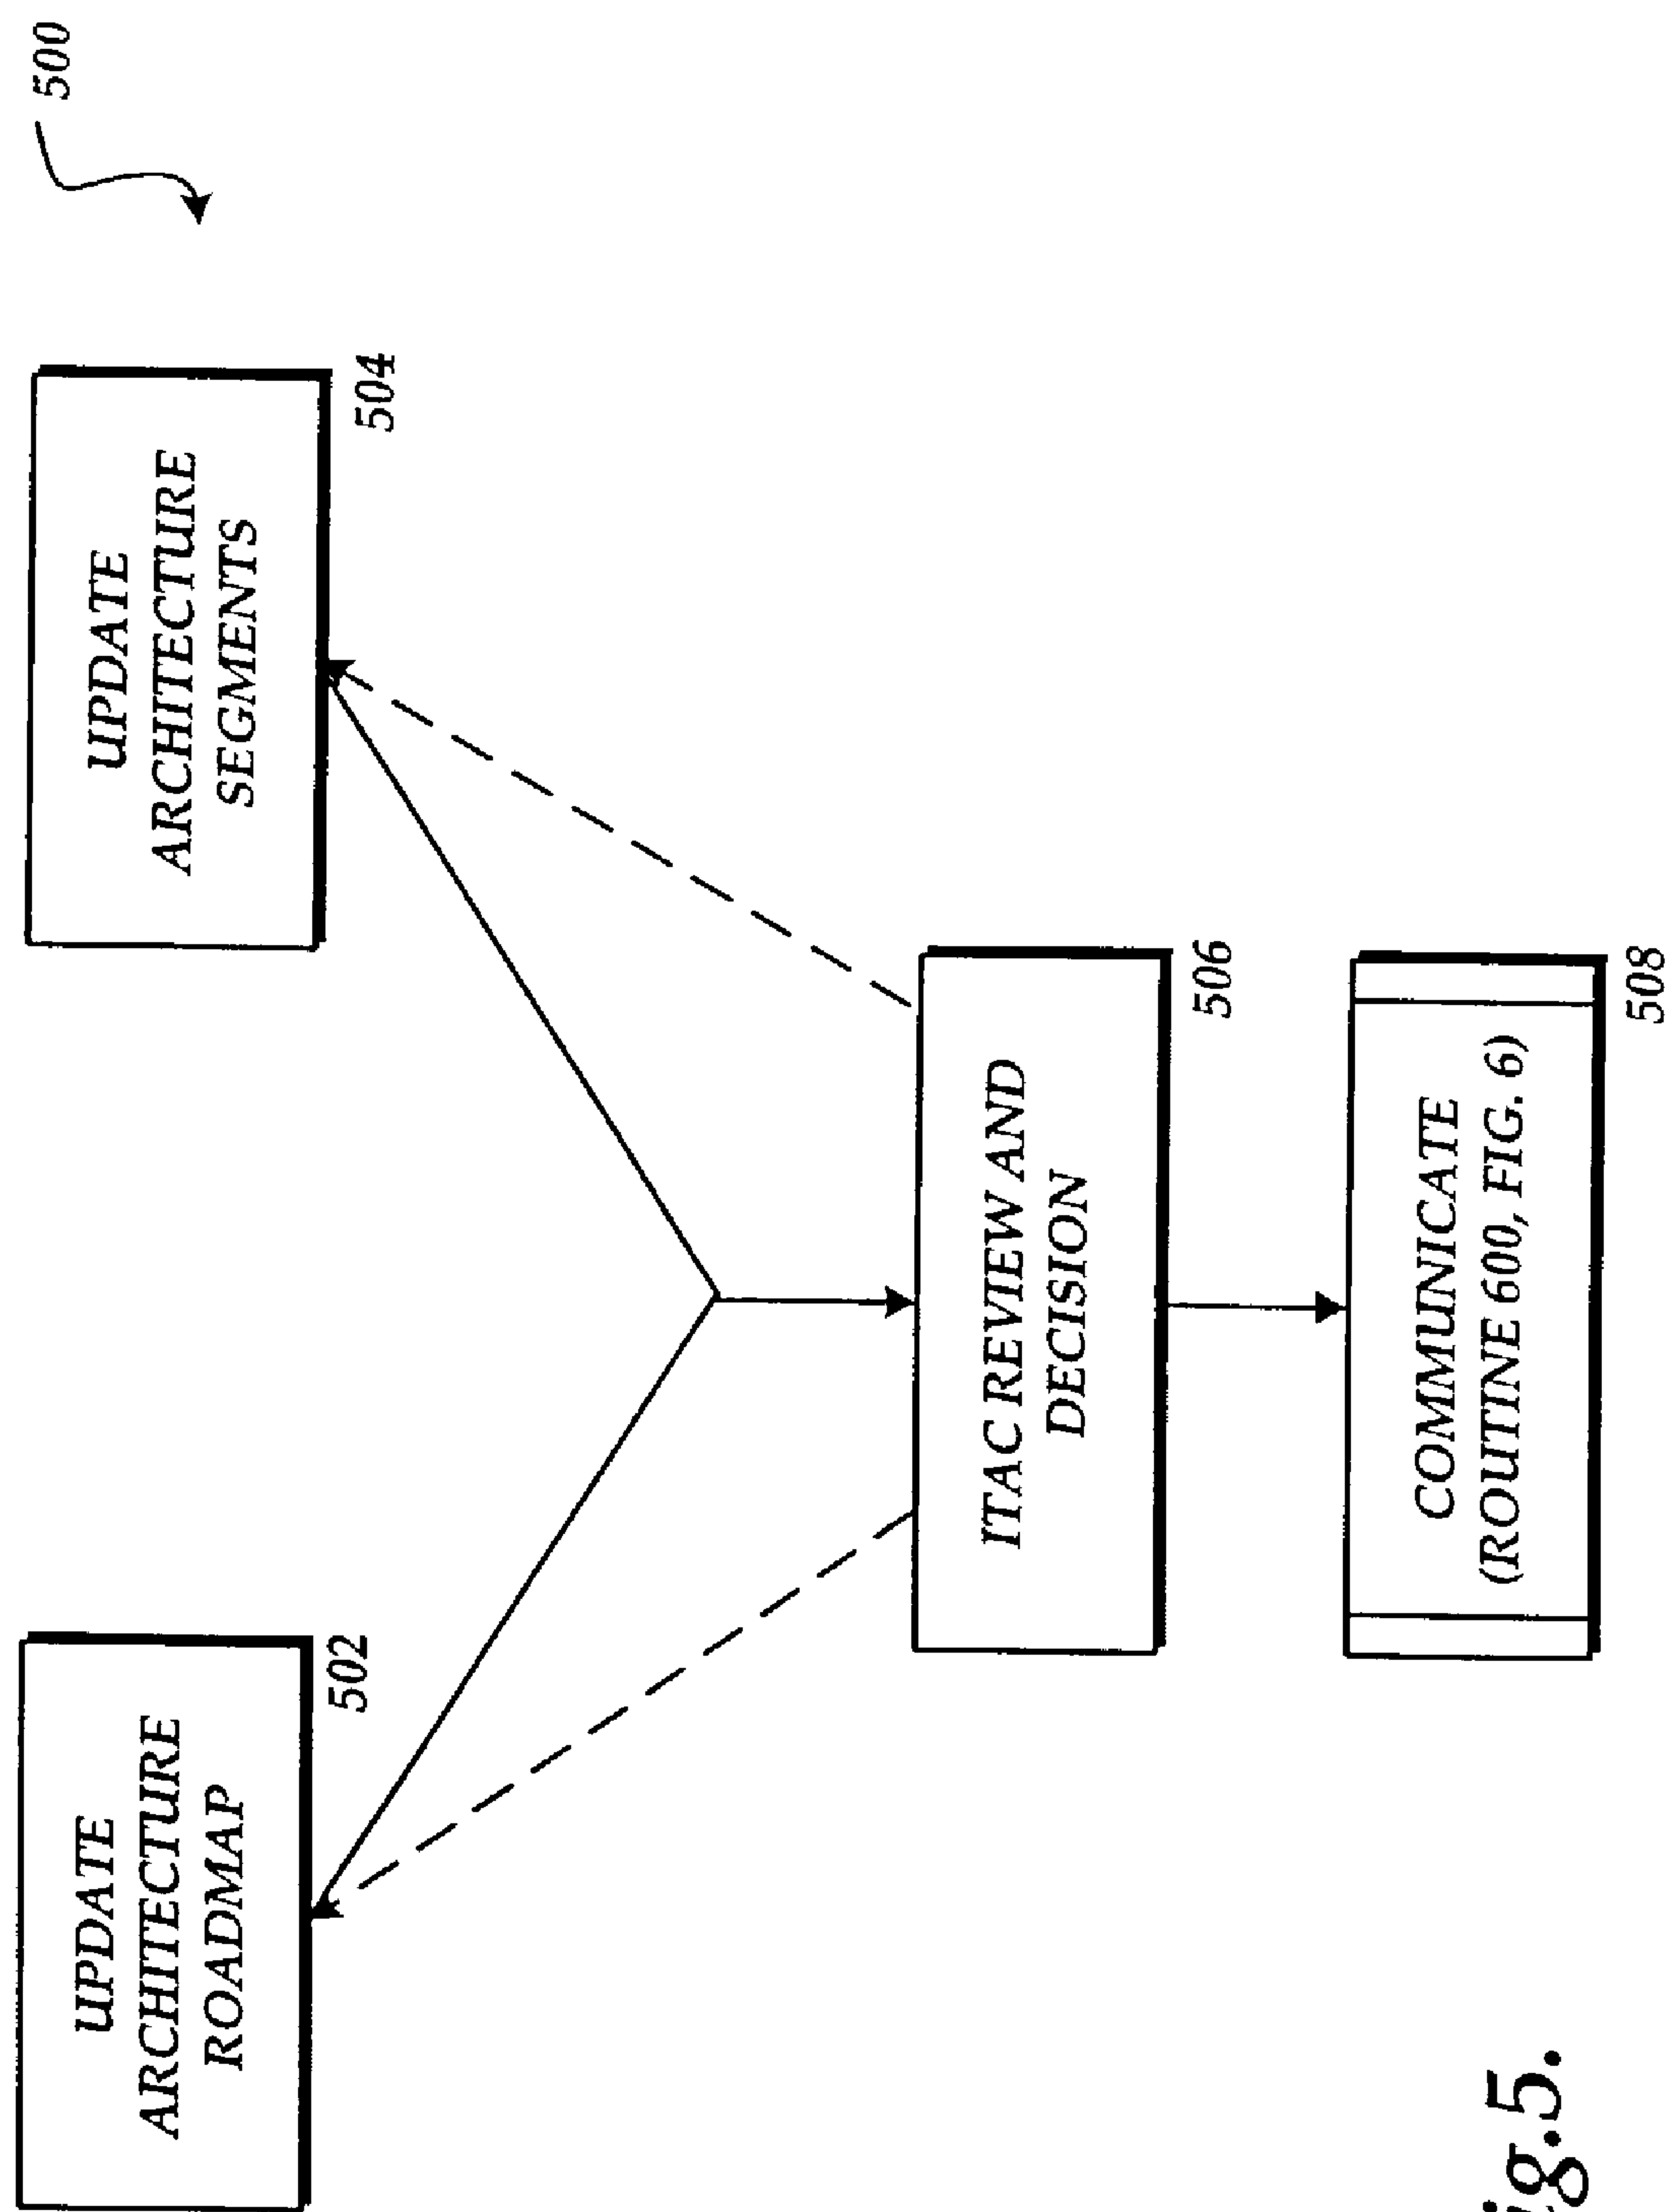 500
UPDATE
ARCHITECTURE
ROADMAP
502
UPDATE
ARCHITECTURE
SEGMENTS
504
ITAC REVIEW AND
DECISION
506
COMMUNICATE
(ROUTINE 600, FIG. 6)
508
ig.5.